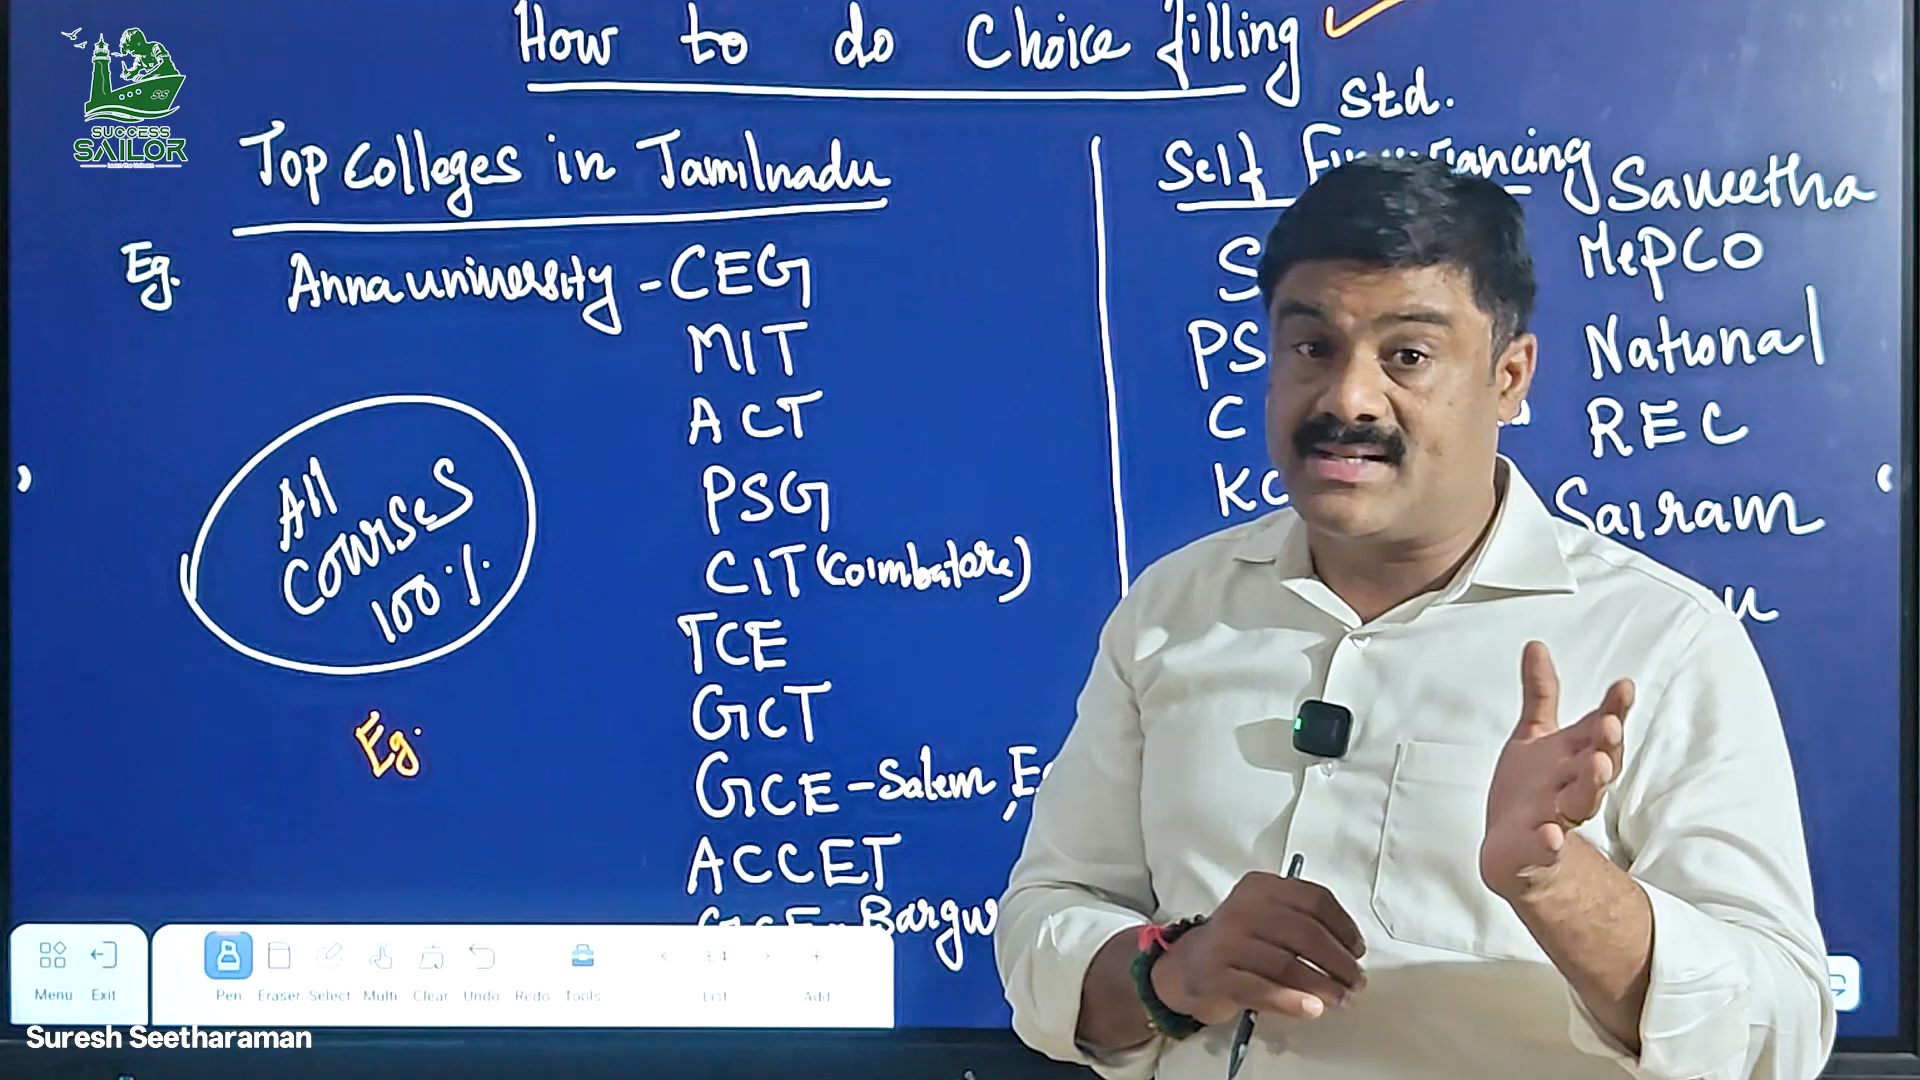 How to do Choice filling
SUCCESS
SAILOR
Top Colleges in Tamilnadu
Eg. Anna university - CEG
MIT
ACT
PSG
CIT (Coimbatore)
TCE
GCT
GCE - Salem,
ACCET
All
courses
100%
Eg.
Std.
Self
Saveetha
MEPCO
National
REC
Sairam
PS
C
KC
Menu Exit Pen Eraser Select Multi Clear Undo Redo Tools List Add
Suresh Seetharaman